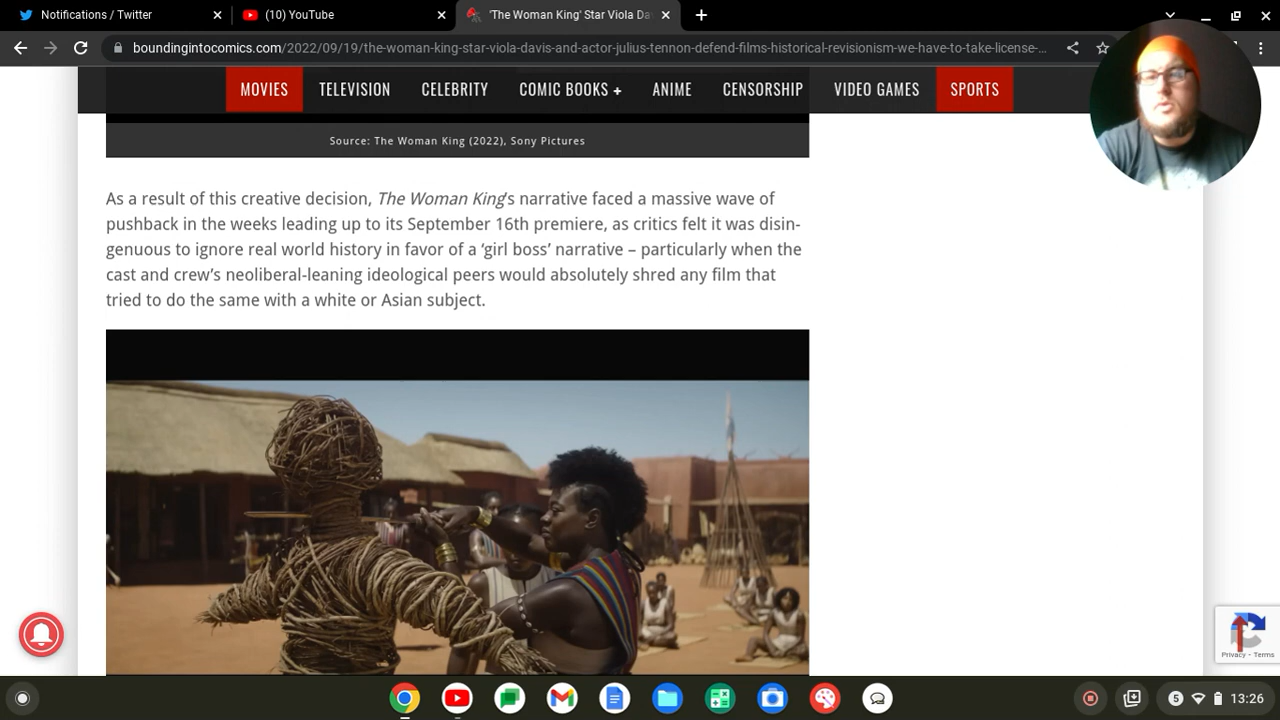 Notifications / Twitter
(10) YouTube
'The Woman King' Star Viola Da
boundingintocomics.com/2022/09/19/the-woman-king-star-viola-davis-and-actor-julius-tennon-defend-films-historical-revisionism-we-have-to-take-license-...
MOVIES TELEVISION CELEBRITY COMIC BOOKS + ANIME CENSORSHIP VIDEO GAMES SPORTS
Source: The Woman King (2022), Sony Pictures
As a result of this creative decision, The Woman King's narrative faced a massive wave of
pushback in the weeks leading up to its September 16th premiere, as critics felt it was disin-
genuous to ignore real world history in favor of a ‘girl boss’ narrative – particularly when the
cast and crew’s neoliberal-leaning ideological peers would absolutely shred any film that
tried to do the same with a white or Asian subject.
Privacy - Terms
5 13:26